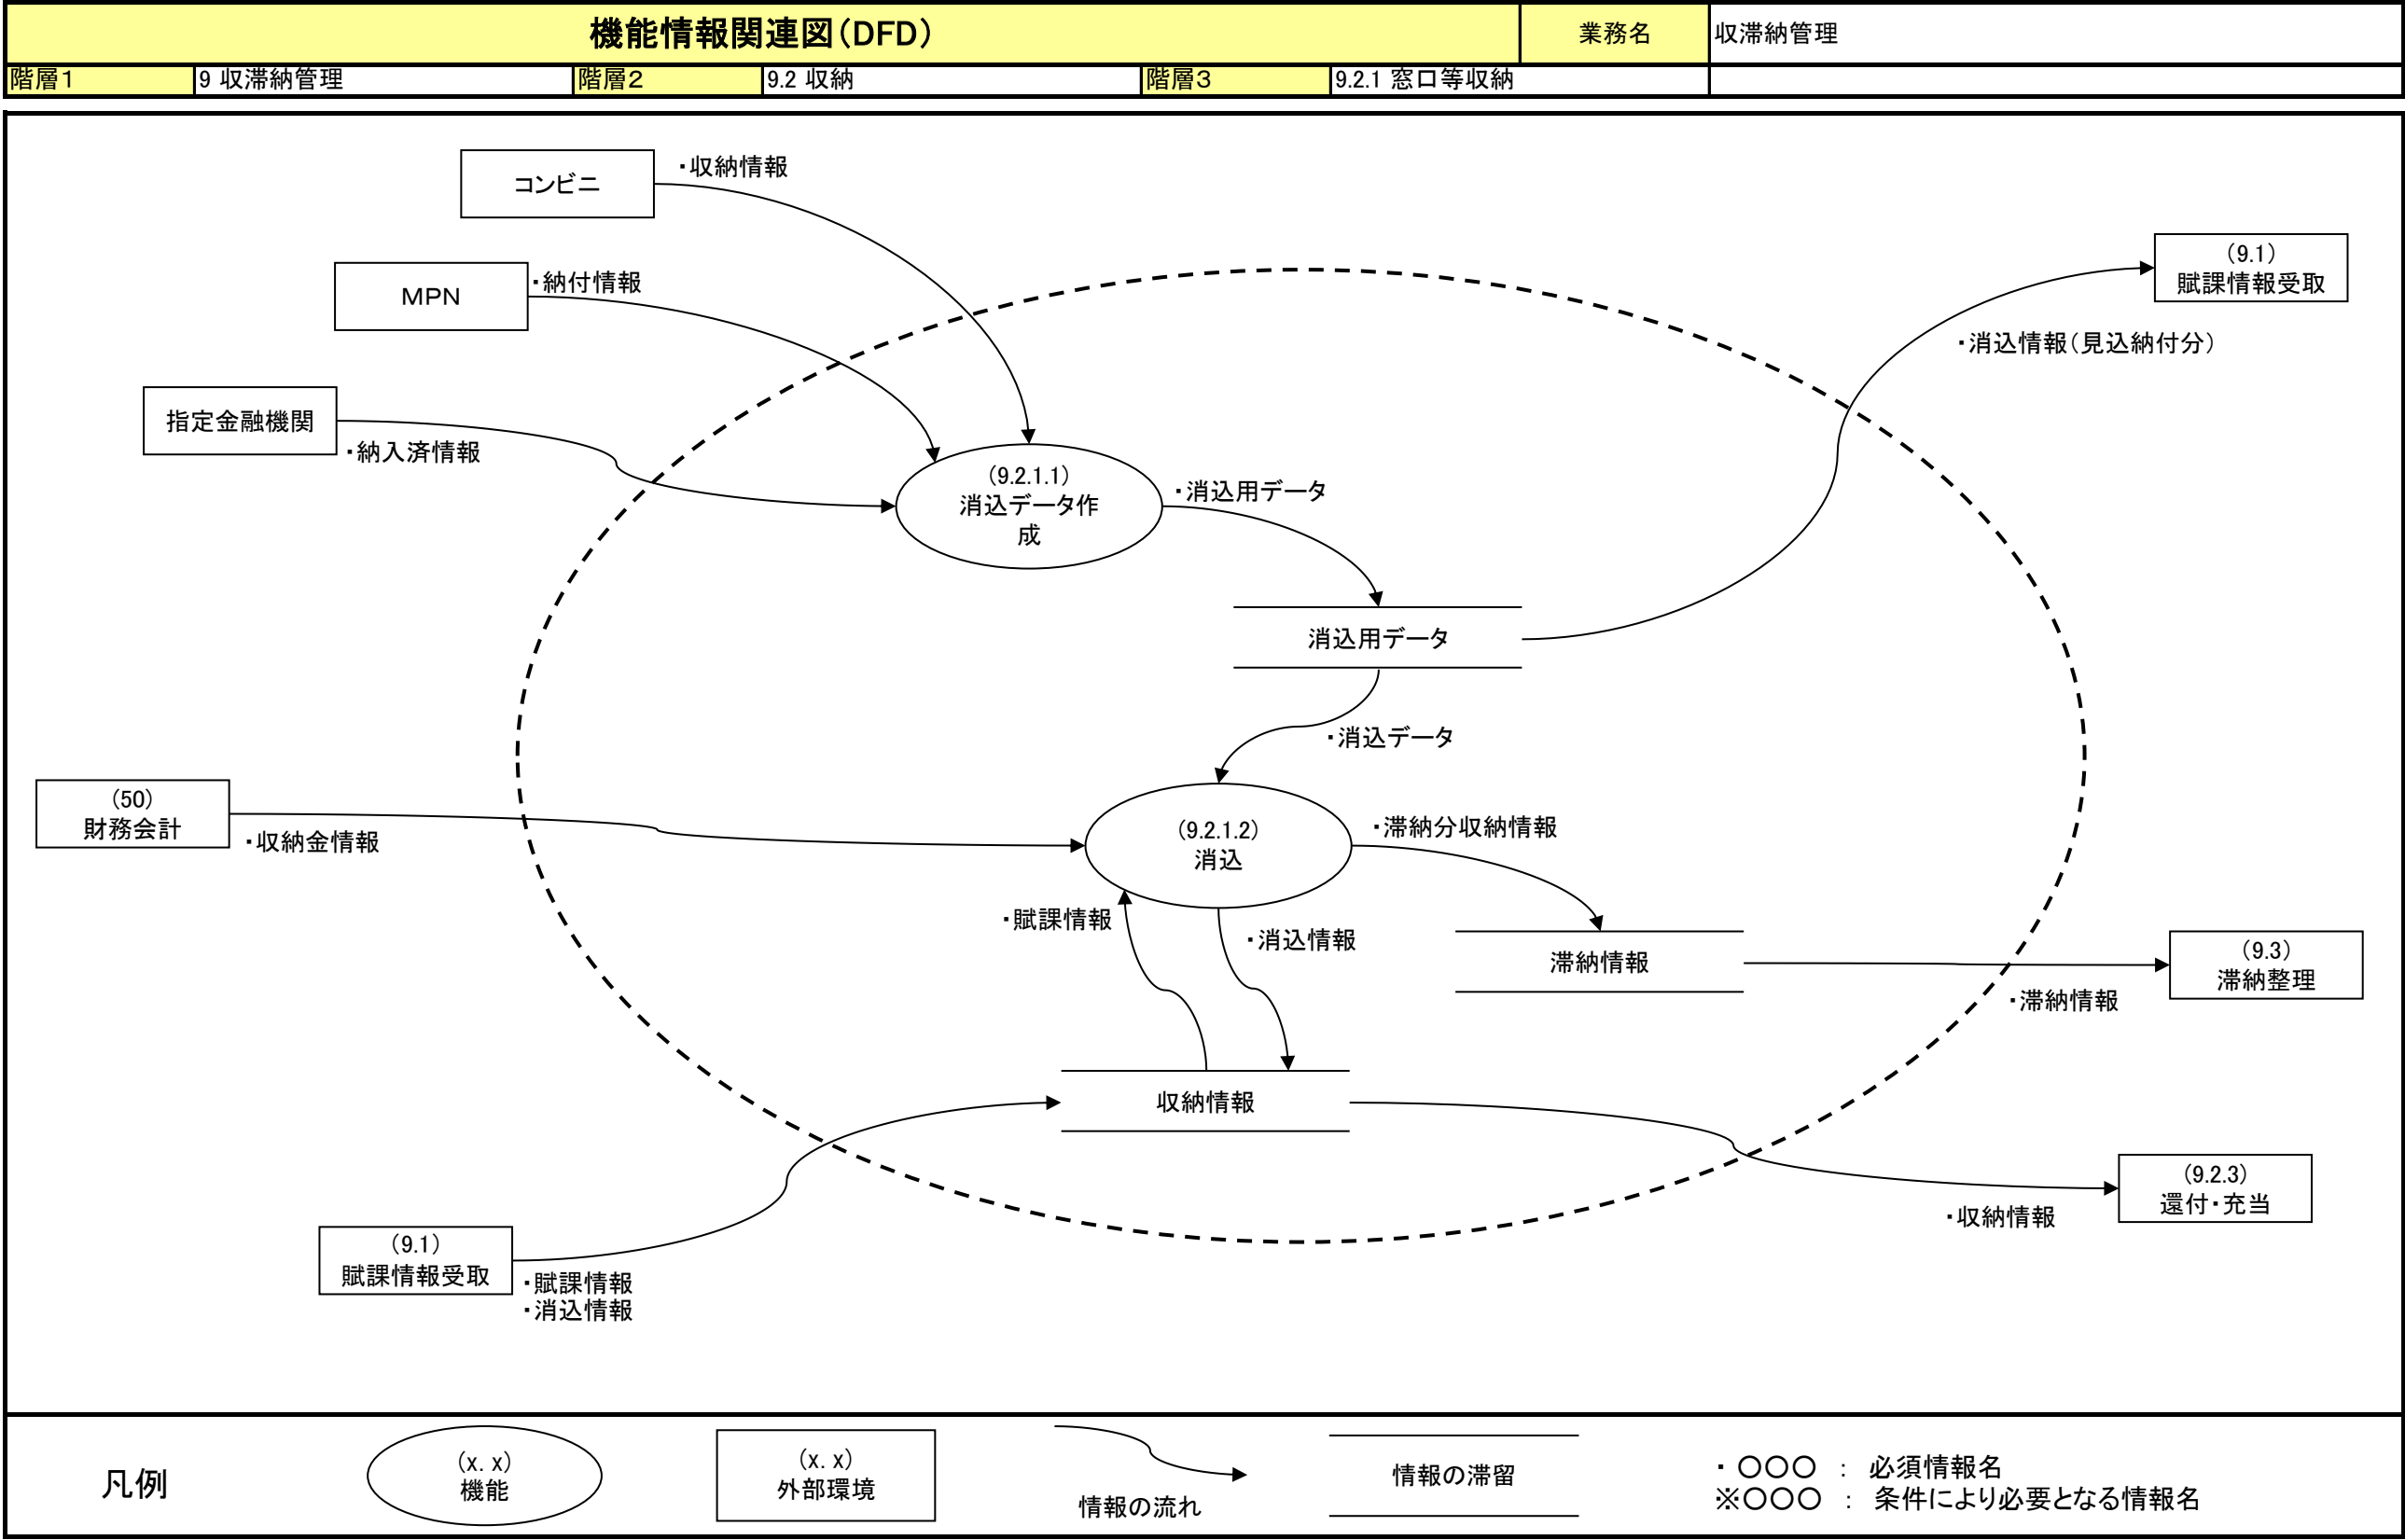 機能情報関連図（DFD）
業務名
収滞納管理
階層１
9 収滞納管理
階層２
9.2 収納
階層３
9.2.1 窓口等収納
コンビニ
・収納情報
MPN
・納付情報
指定金融機関
・納入済情報
（9.1）
賦課情報受取
・消込情報（見込納付分）
（9.2.1.1）
消込データ作
成
・消込用データ
消込用データ
・消込データ
（50）
財務会計
・収納金情報
（9.2.1.2）
消込
・滞納分収納情報
・賦課情報
・消込情報
滞納情報
（9.3）
滞納整理
・滞納情報
収納情報
（9.2.3）
還付・充当
・収納情報
（9.1）
賦課情報受取
・賦課情報
・消込情報
凡例
（x. x）
機能
（x. x）
外部環境
情報の流れ
情報の滞留
・ 〇〇〇 ： 必須情報名
※〇〇〇 ： 条件により必要となる情報名